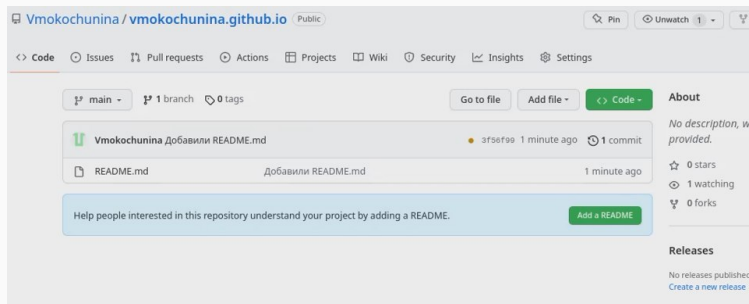 Vmokochunina / vmokochunina.github.io Public
Pin
Unwatch 1
Code Issues Pull requests Actions Projects Wiki Security Insights Settings
main 1 branch 0 tags
Go to file Add file Code
Vmokochunina Добавили README.md 3f56f99 1 minute ago 1 commit
README.md Добавили README.md 1 minute ago
Help people interested in this repository understand your project by adding a README. Add a README
About
No description, w
provided.
0 stars
1 watching
0 forks
Releases
No releases published
Create a new release